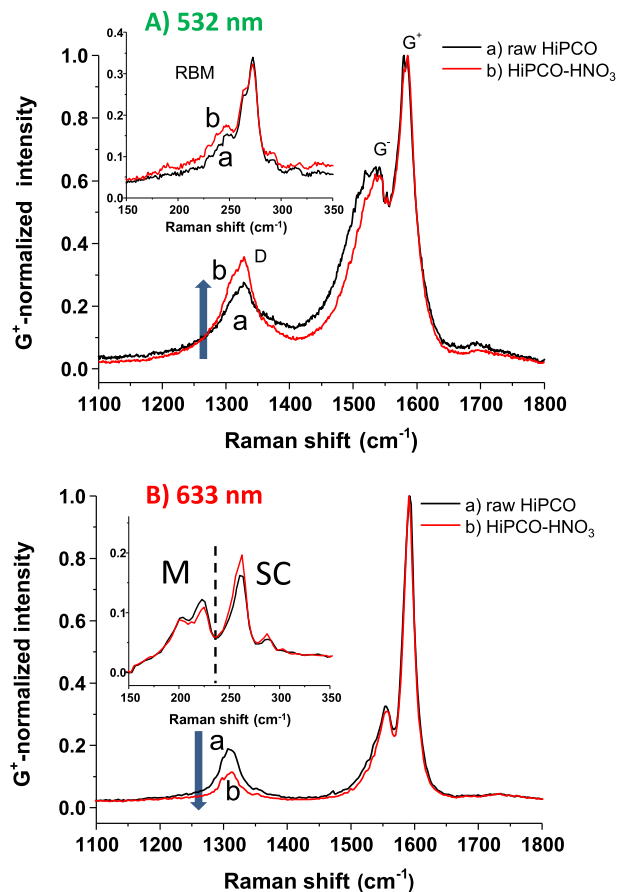 A) 532 nm
0.4
0.3
0.2
0.1
0.0
150 200 250 300 350
Raman shift (cm-1)
RBM
b
a
G+
G-
D
b
a
a) raw HiPCO
b) HiPCO-HNO3
1.0
0.8
0.6
0.4
0.2
0.0
G+-normalized intensity
1100 1200 1300 1400 1500 1600 1700 1800
Raman shift (cm-1)
B) 633 nm
0.2
0.1
0.0
150 200 250 300 350
Raman shift (cm-1)
M SC
a
b
a) raw HiPCO
b) HiPCO-HNO3
1.0
0.8
0.6
0.4
0.2
0.0
G+-normalized intensity
1100 1200 1300 1400 1500 1600 1700 1800
Raman shift (cm-1)